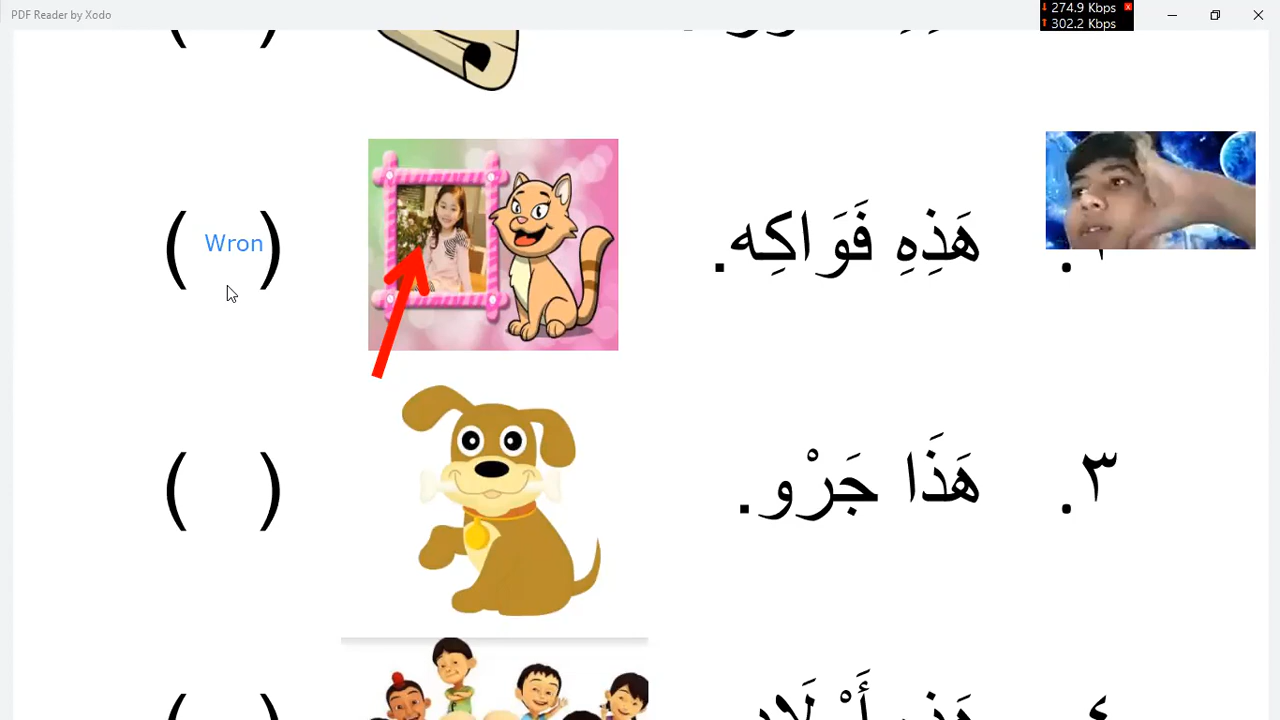 PDF Reader by Xodo
274.9 Kbps
302.2 Kbps
هَذِهِ فَوَاكِه.
( Wron )
٣. هَذَا جَرْو.
( )